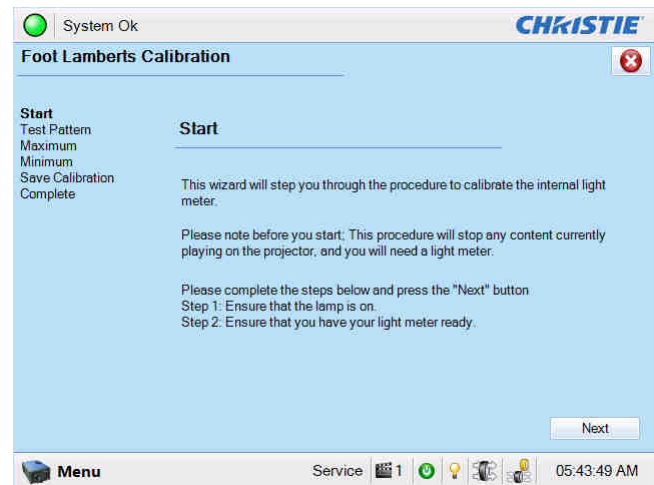 System Ok
CHRISTIE
Foot Lamberts Calibration
Start
Test Pattern
Maximum
Minimum
Save Calibration
Complete
Start
This wizard will step you through the procedure to calibrate the internal light
meter.
Please note before you start; This procedure will stop any content currently
playing on the projector, and you will need a light meter.
Please complete the steps below and press the "Next" button
Step 1: Ensure that the lamp is on.
Step 2: Ensure that you have your light meter ready.
Next
Menu
Service
1
05:43:49 AM